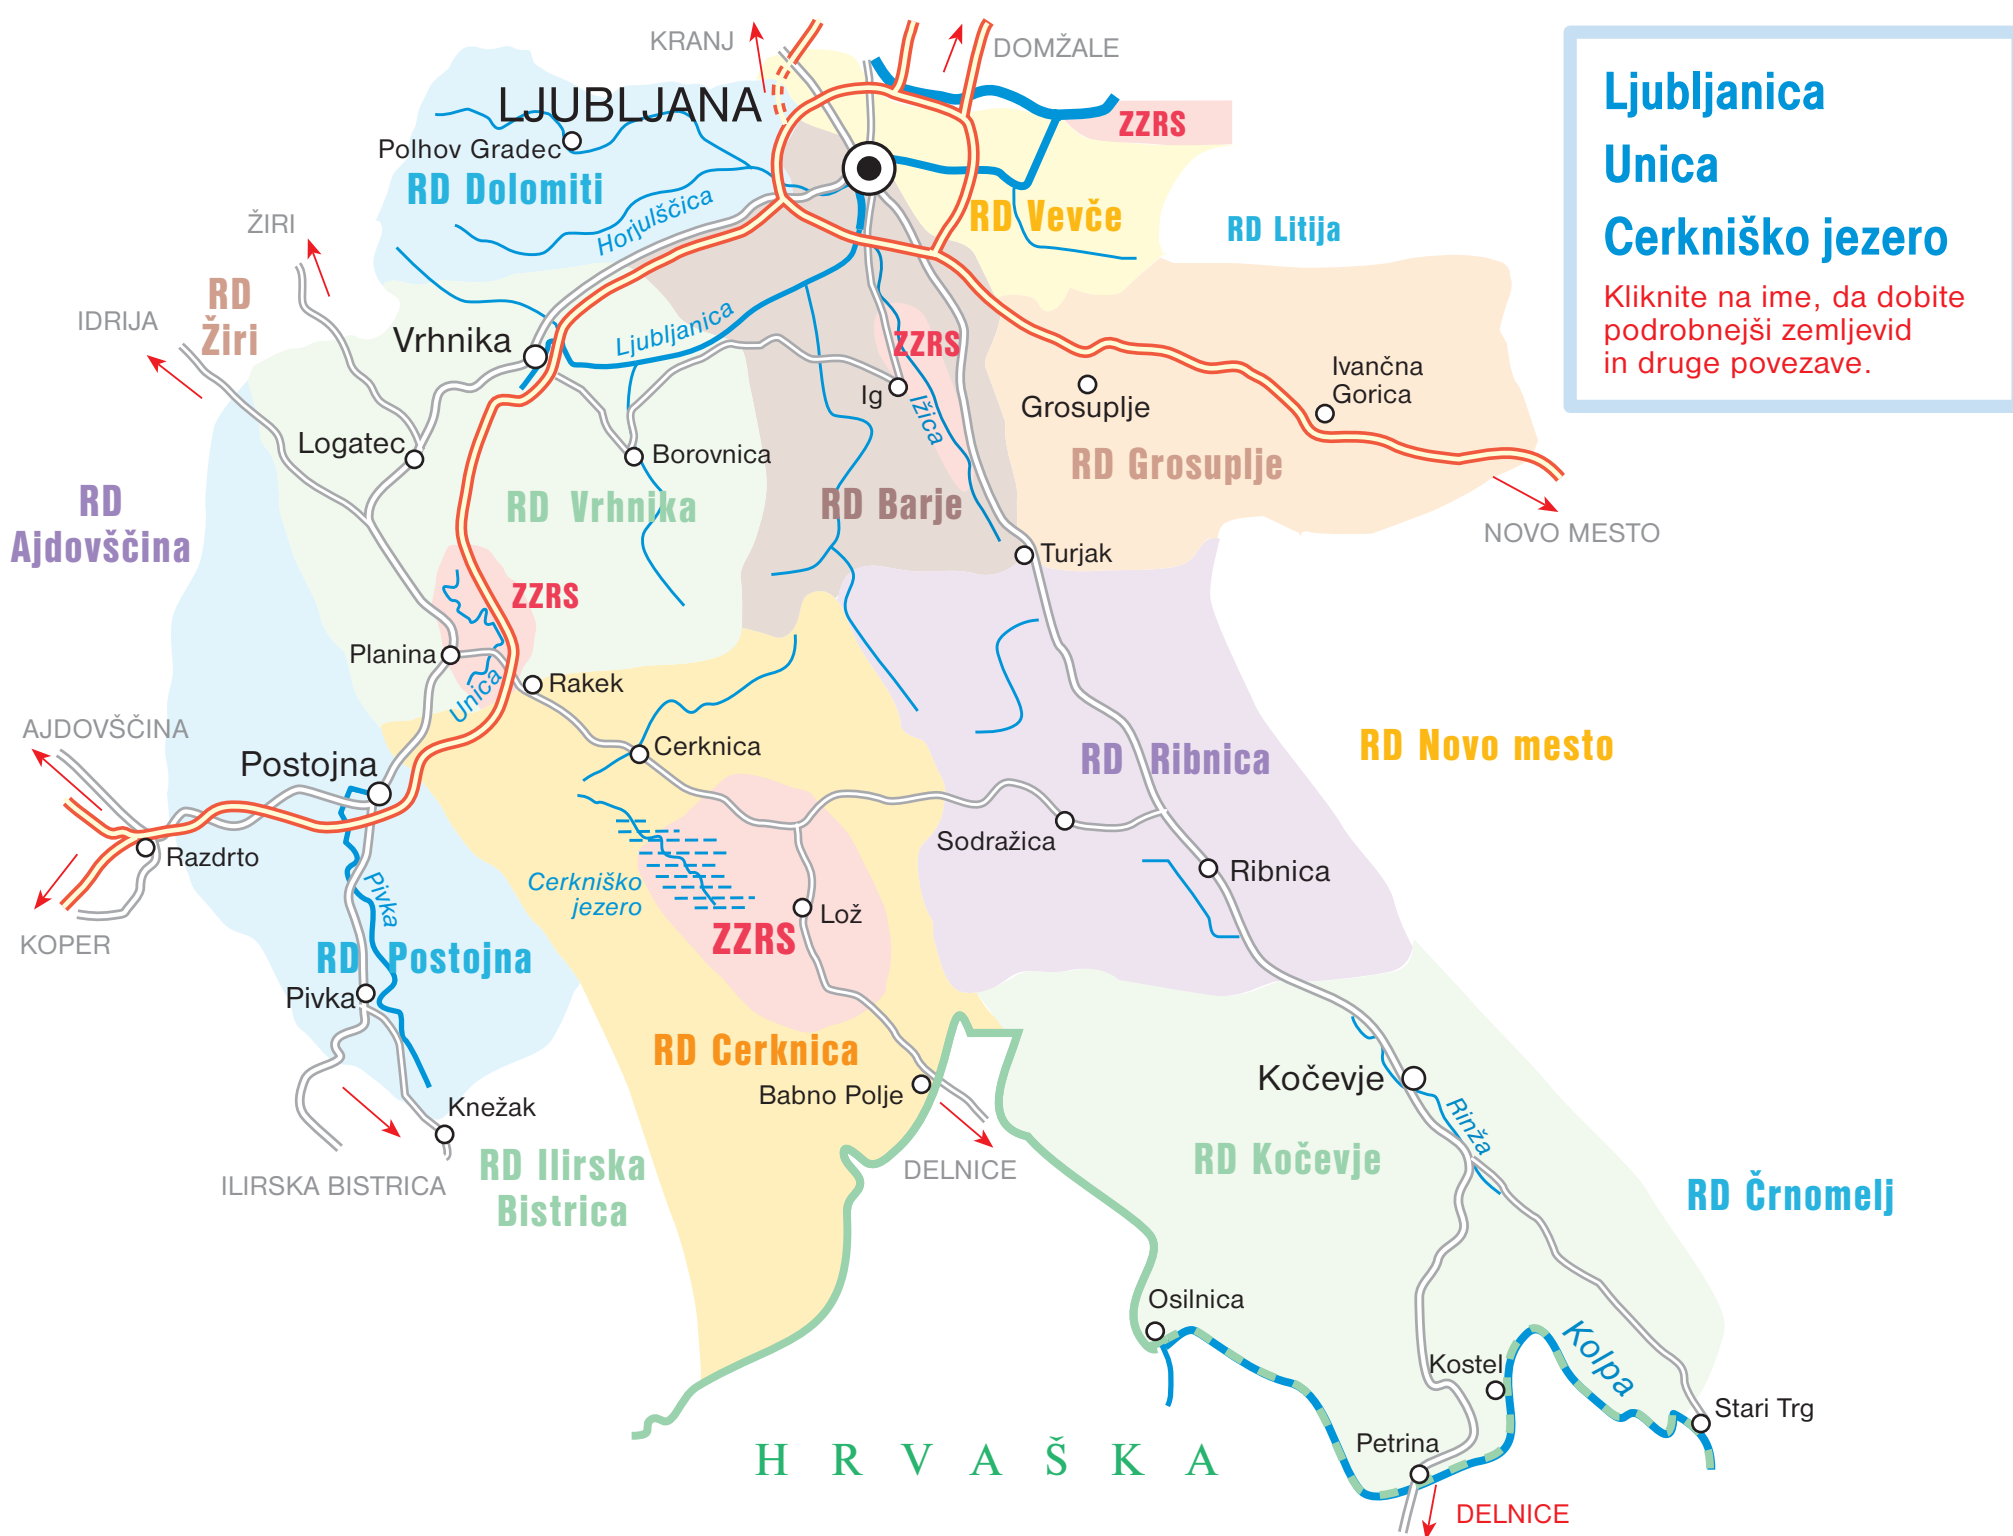 KRANJ
DOMŽALE
LJUBLJANA
ZZRS
Polhov Gradec
RD Dolomiti
Horjulščica
RD Vevče
RD Litija
ŽIRI
RD
Žiri
IDRIJA
Vrhnika
Ljubljanica
ZZRS
Ig
Ižica
Grosuplje
Ivančna
Gorica
Logatec
Borovnica
RD Grosuplje
RD
Ajdovščina
RD Vrhnika
RD Barje
NOVO MESTO
Turjak
ZZRS
Planina
Unica
Rakek
AJDOVŠČINA
Cerknica
RD Ribnica
RD Novo mesto
Postojna
Razdrto
Sodražica
Ribnica
Pivka
Cerkniško
jezero
Lož
ZZRS
KOPER
RD Postojna
Pivka
RD Cerknica
Babno Polje
Kočevje
Knežak
Rinža
RD Ilirska
Bistrica
ILIRSKA BISTRICA
DELNICE
RD Kočevje
RD Črnomelj
Osilnica
Kolpa
Kostel
Stari Trg
Petrina
HRVAŠKA
DELNICE
Ljubljanica
Unica
Cerkniško jezero
Kliknite na ime, da dobite
podrobnejši zemljevid
in druge povezave.